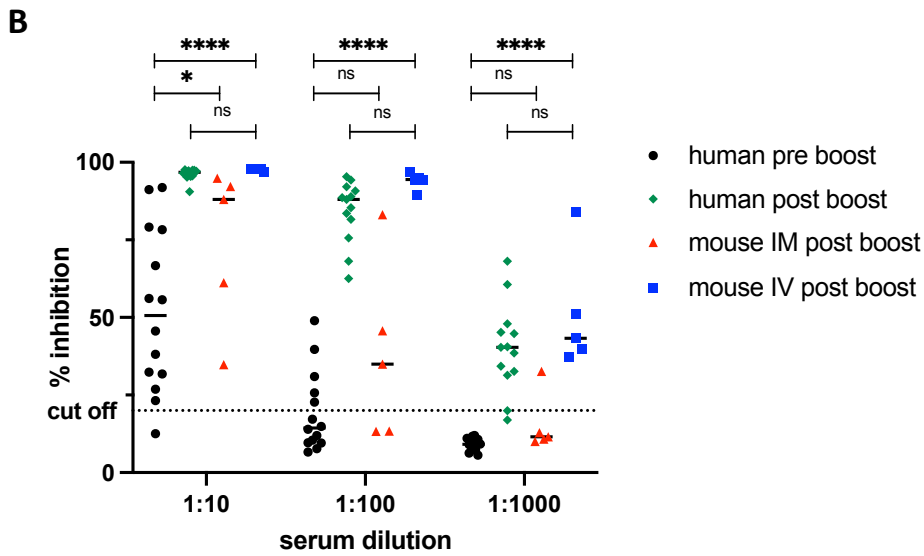 B
**** **** ****
* ns ns
ns ns ns
human pre boost
human post boost
mouse IM post boost
mouse IV post boost
% inhibition
100
50
cut off
0
1:10 1:100 1:1000
serum dilution